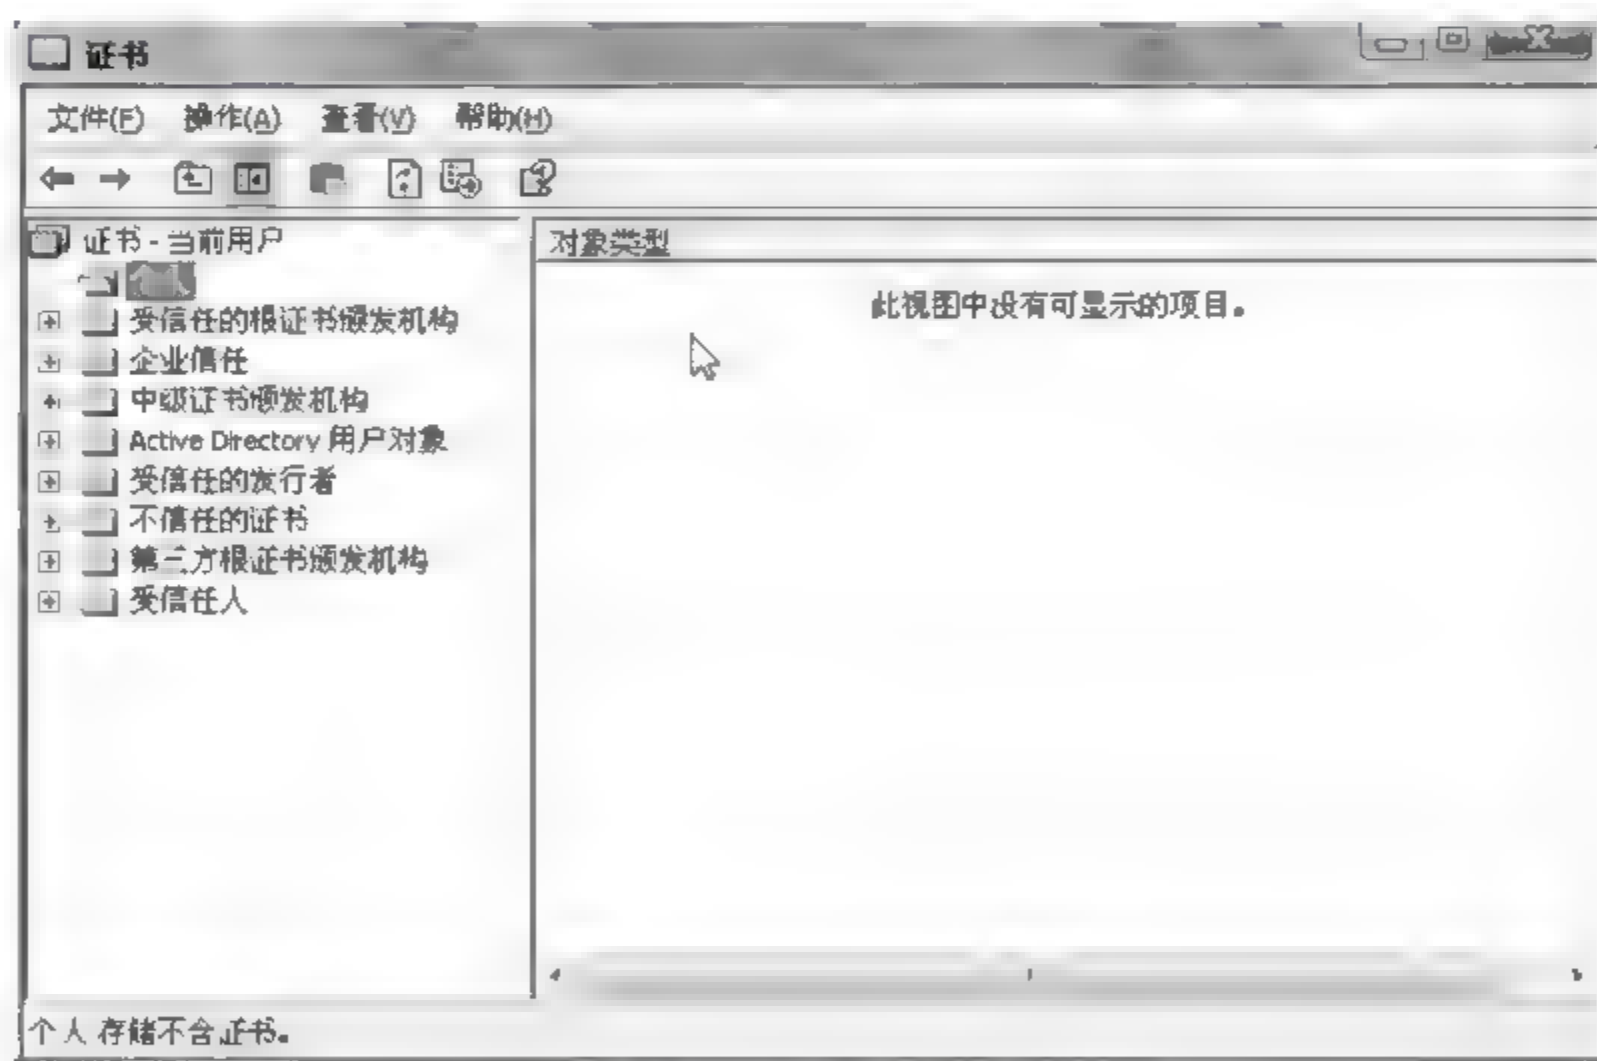 证书
文件(F) 操作(A) 查看(V) 帮助(H)
证书 - 当前用户
受信任的根证书颁发机构
企业信任
中级证书颁发机构
Active Directory 用户对象
受信任的发行者
不信任的证书
第三方根证书颁发机构
受信任人
对象类型
此视图中没有可显示的项目。
个人 存储不含证书。